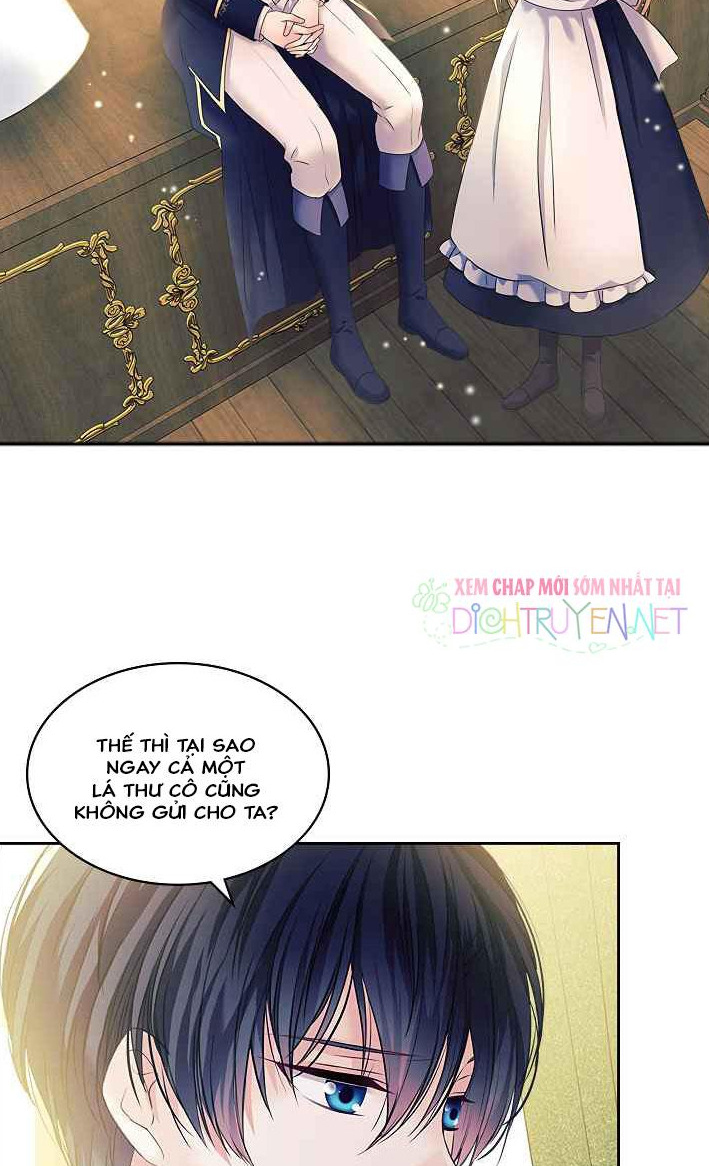 XEM CHAP MỚI SỚM NHẤT TẠI
DICHTRUYEN.NET
THẾ THÌ TẠI SAO
NGAY CẢ MỘT
LÁ THƯ CÔ CŨNG
KHÔNG GỬI CHO TA?